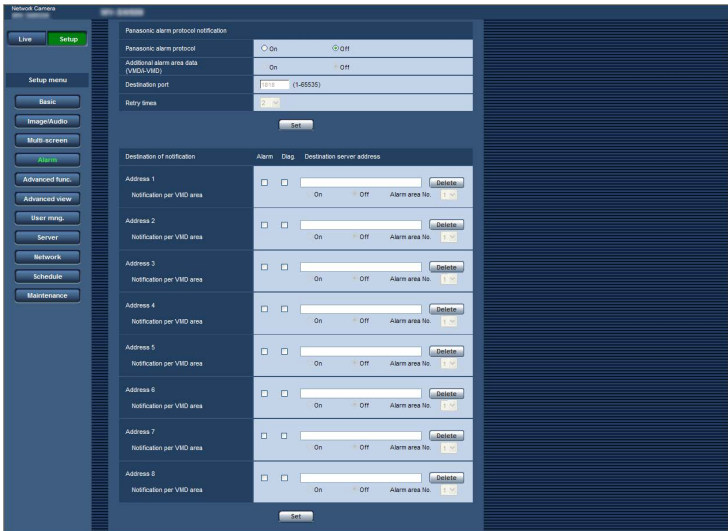 Network Camera
Live
Setup
Setup menu
Basic
Image/Audio
Multi-screen
Alarm
Advanced func.
Advanced view
User mng.
Server
Network
Schedule
Maintenance
Panasonic alarm protocol notification
Panasonic alarm protocol On Off
Additional alarm area data
(VMD/i-VMD) On Off
Destination port 1818 (1-65535)
Retry times 2
Set
Destination of notification Alarm Diag. Destination server address
Address 1 Delete
Notification per VMD area On Off Alarm area No. 1
Address 2 Delete
Notification per VMD area On Off Alarm area No. 1
Address 3 Delete
Notification per VMD area On Off Alarm area No. 1
Address 4 Delete
Notification per VMD area On Off Alarm area No. 1
Address 5 Delete
Notification per VMD area On Off Alarm area No. 1
Address 6 Delete
Notification per VMD area On Off Alarm area No. 1
Address 7 Delete
Notification per VMD area On Off Alarm area No. 1
Address 8 Delete
Notification per VMD area On Off Alarm area No. 1
Set